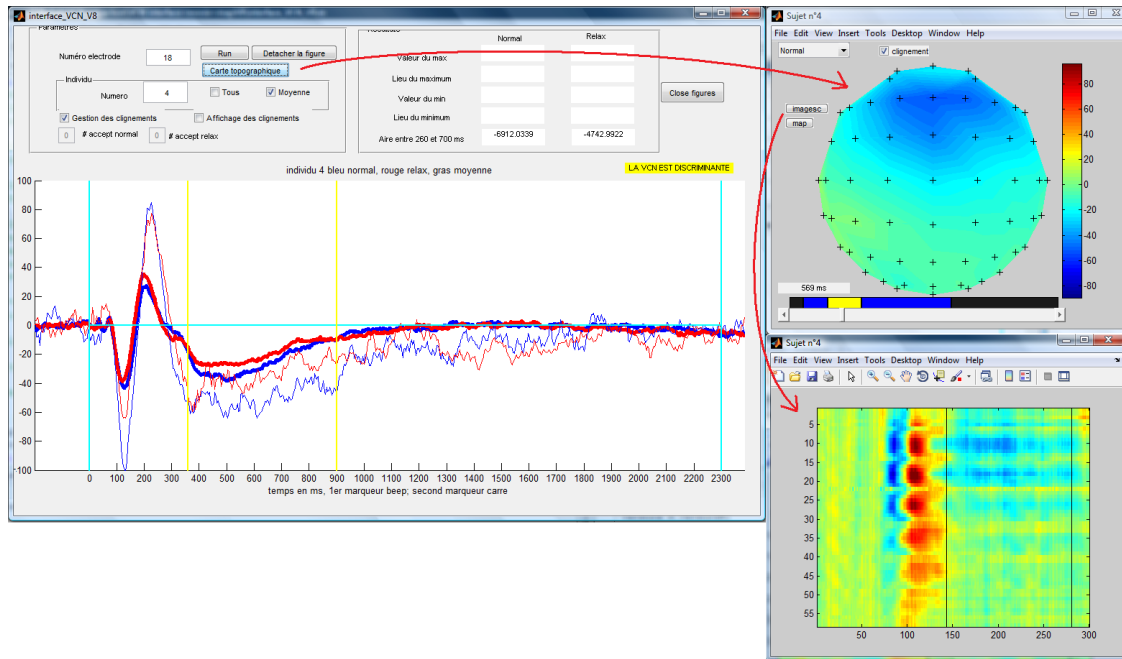 interface_VCN_V8
Parametres
Numéro electrode
18
Run
Detacher la figure
Carte topographique
Individu
Numero
4
Tous
Moyenne
Gestion des clignements
Affichage des clignements
0
# accept normal
0
# accept relax
Resultats
Normal
Relax
Valeur du max
Lieu du maximum
Valeur du min
Lieu du minimum
Aire entre 260 et 700 ms
-6912.0339
-4742.9922
Close figures
individu 4 bleu normal, rouge relax, gras moyenne
LA VCN EST DISCRIMINANTE
100
80
60
40
20
0
-20
-40
-60
-80
-100
0 100 200 300 400 500 600 700 800 900 1000 1100 1200 1300 1400 1500 1600 1700 1800 1900 2000 2100 2200 2300
temps en ms, 1er marqueur beep; second marqueur carre
Sujet n°4
File Edit View Insert Tools Desktop Window Help
Normal
clignement
imagesc
map
80
60
40
20
0
-20
-40
-60
-80
569 ms
Sujet n°4
File Edit View Insert Tools Desktop Window Help
5
10
15
20
25
30
35
40
45
50
55
50 100 150 200 250 300